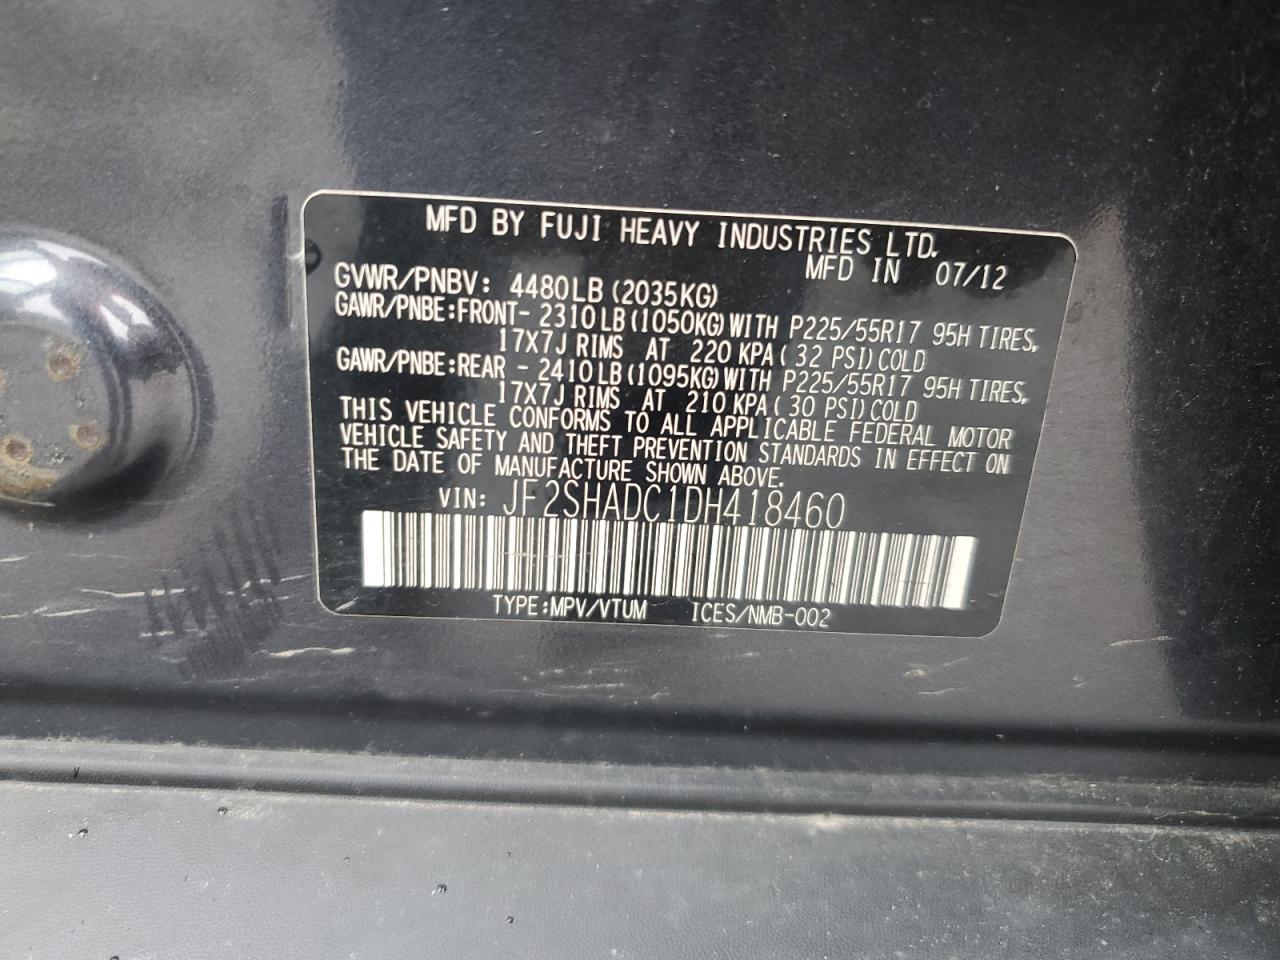 MFD BY FUJI HEAVY INDUSTRIES LTD.
MFD IN 07/12
GVWR/PNBV: 4480LB (2035KG)
GAWR/PNBE:FRONT- 2310LB(1050KG)WITH P225/55R17 95H TIRES,
17X7J RIMS AT 220 KPA( 32 PSI)COLD
GAWR/PNBE:REAR - 2410LB(1095KG)WITH P225/55R17 95H TIRES,
17X7J RIMS AT 210 KPA( 30 PSI)COLD
THIS VEHICLE CONFORMS TO ALL APPLICABLE FEDERAL MOTOR
VEHICLE SAFETY AND THEFT PREVENTION STANDARDS IN EFFECT ON
THE DATE OF MANUFACTURE SHOWN ABOVE.
VIN: JF2SHADC1DH418460
TYPE:MPV/VTUM ICES/NMB-002